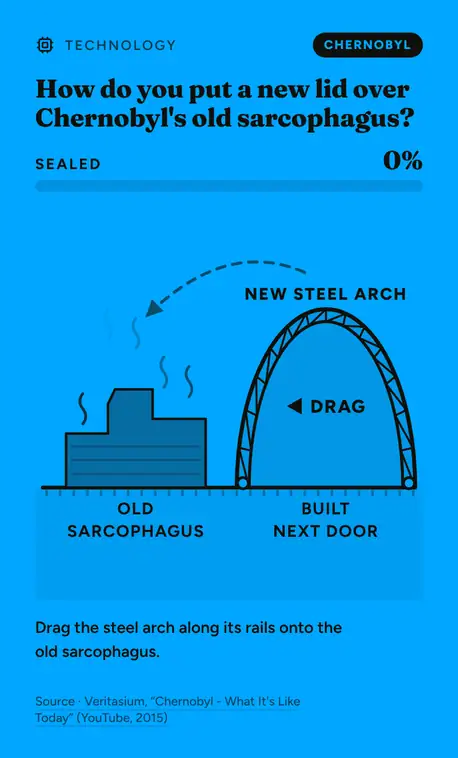 TECHNOLOGY
CHERNOBYL
How do you put a new lid over
Chernobyl's old sarcophagus?
SEALED
0%
NEW STEEL ARCH
DRAG
OLD
SARCOPHAGUS
BUILT
NEXT DOOR
Drag the steel arch along its rails onto the
old sarcophagus.
Source · Veritasium, “Chernobyl - What It's Like
Today” (YouTube, 2015)